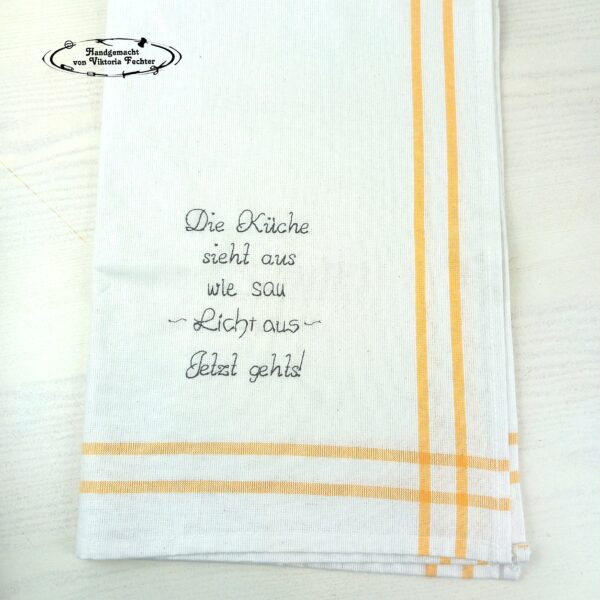 Handgemacht
von Viktoria Fechter
Die Küche
sieht aus
wie sau
~ Licht aus ~
Jetzt gehts!